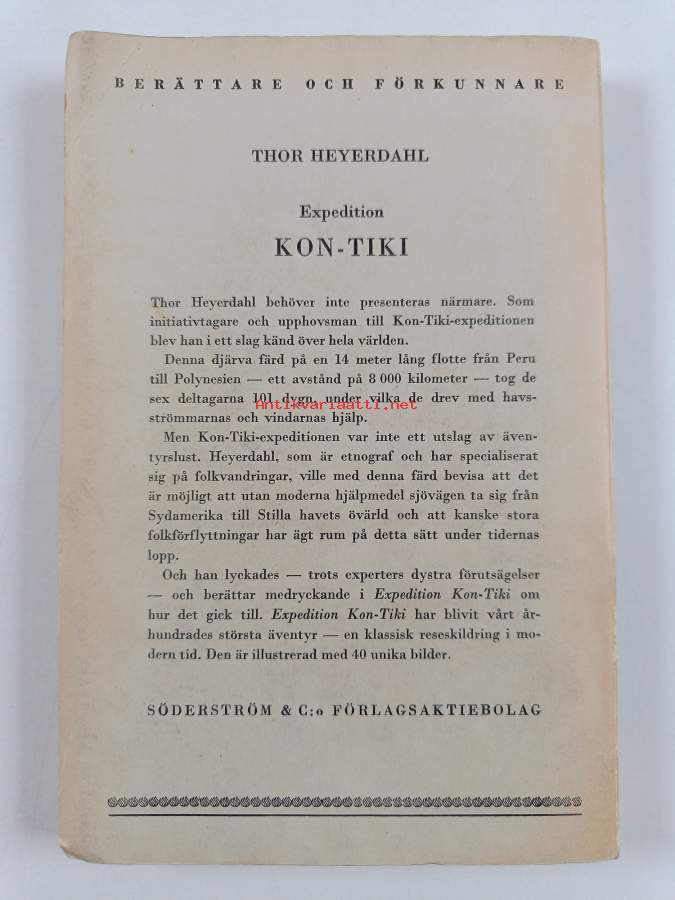 BERÄTTARE OCH FÖRKUNNARE
THOR HEYERDAHL
Expedition
KON-TIKI
Thor Heyerdahl behöver inte presenteras närmare. Som
initiativtagare och upphovsman till Kon-Tiki-expeditionen
blev han i ett slag känd över hela världen.
Denna djärva färd på en 14 meter lång flotte från Peru
till Polynesien — ett avstånd på 8 000 kilometer — tog de
sex deltagarna 101 dygn, under vilka de drev med havs-
Antikvariaatti.net
strömmarnas och vindarnas hjälp.
Men Kon-Tiki-expeditionen var inte ett utslag av även-
tyrslust. Heyerdahl, som är etnograf och har specialiserat
sig på folkvandringar, ville med denna färd bevisa att det
är möjligt att utan moderna hjälpmedel sjövägen ta sig från
Sydamerika till Stilla havets övärld och att kanske stora
folkförflyttningar har ägt rum på detta sätt under tidernas
lopp.
Och han lyckades — trots experters dystra förutsägelser
— och berättar medryckande i Expedition Kon-Tiki om
hur det gick till. Expedition Kon-Tiki har blivit vårt år-
hundrades största äventyr — en klassisk reseskildring i mo-
dern tid. Den är illustrerad med 40 unika bilder.
SÖDERSTRÖM & C:o FÖRLAGSAKTIEBOLAG